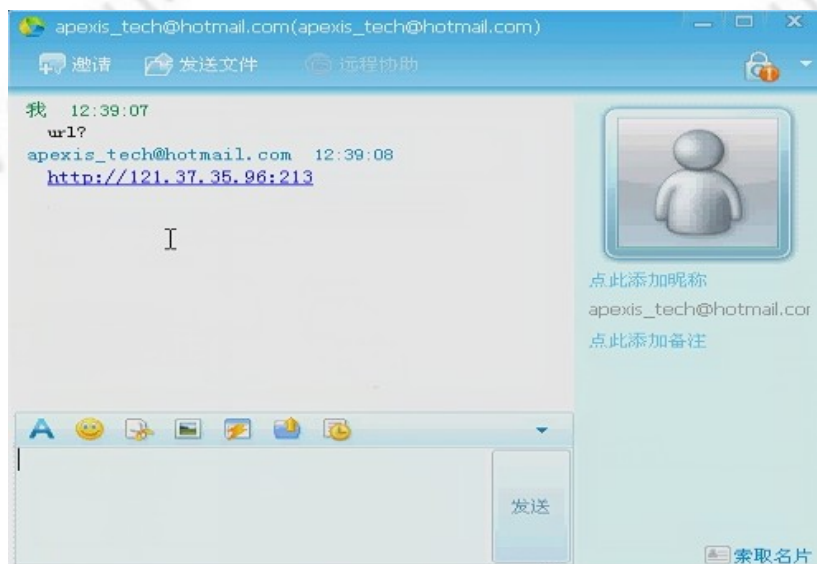 apexis_tech@hotmail.com(apexis_tech@hotmail.com)
邀请 发送文件 远程协助
我 12:39:07
url?
apexis_tech@hotmail.com 12:39:08
http://121.37.35.96:213
点此添加昵称
apexis_tech@hotmail.cor
点此添加备注
发送
索取名片